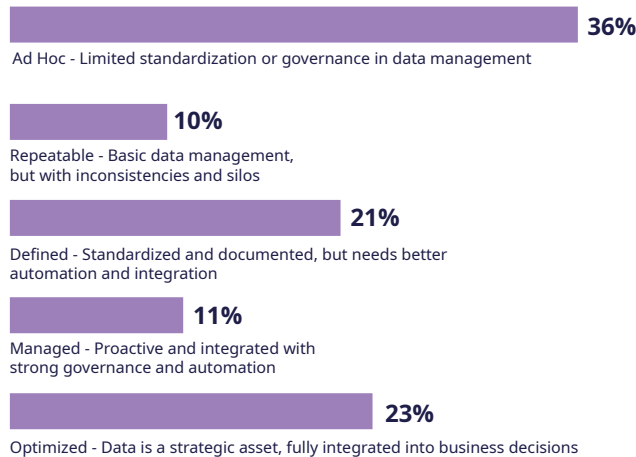 36%
Ad Hoc - Limited standardization or governance in data management
10%
Repeatable - Basic data management,
but with inconsistencies and silos
21%
Defined - Standardized and documented, but needs better
automation and integration
11%
Managed - Proactive and integrated with
strong governance and automation
23%
Optimized - Data is a strategic asset, fully integrated into business decisions